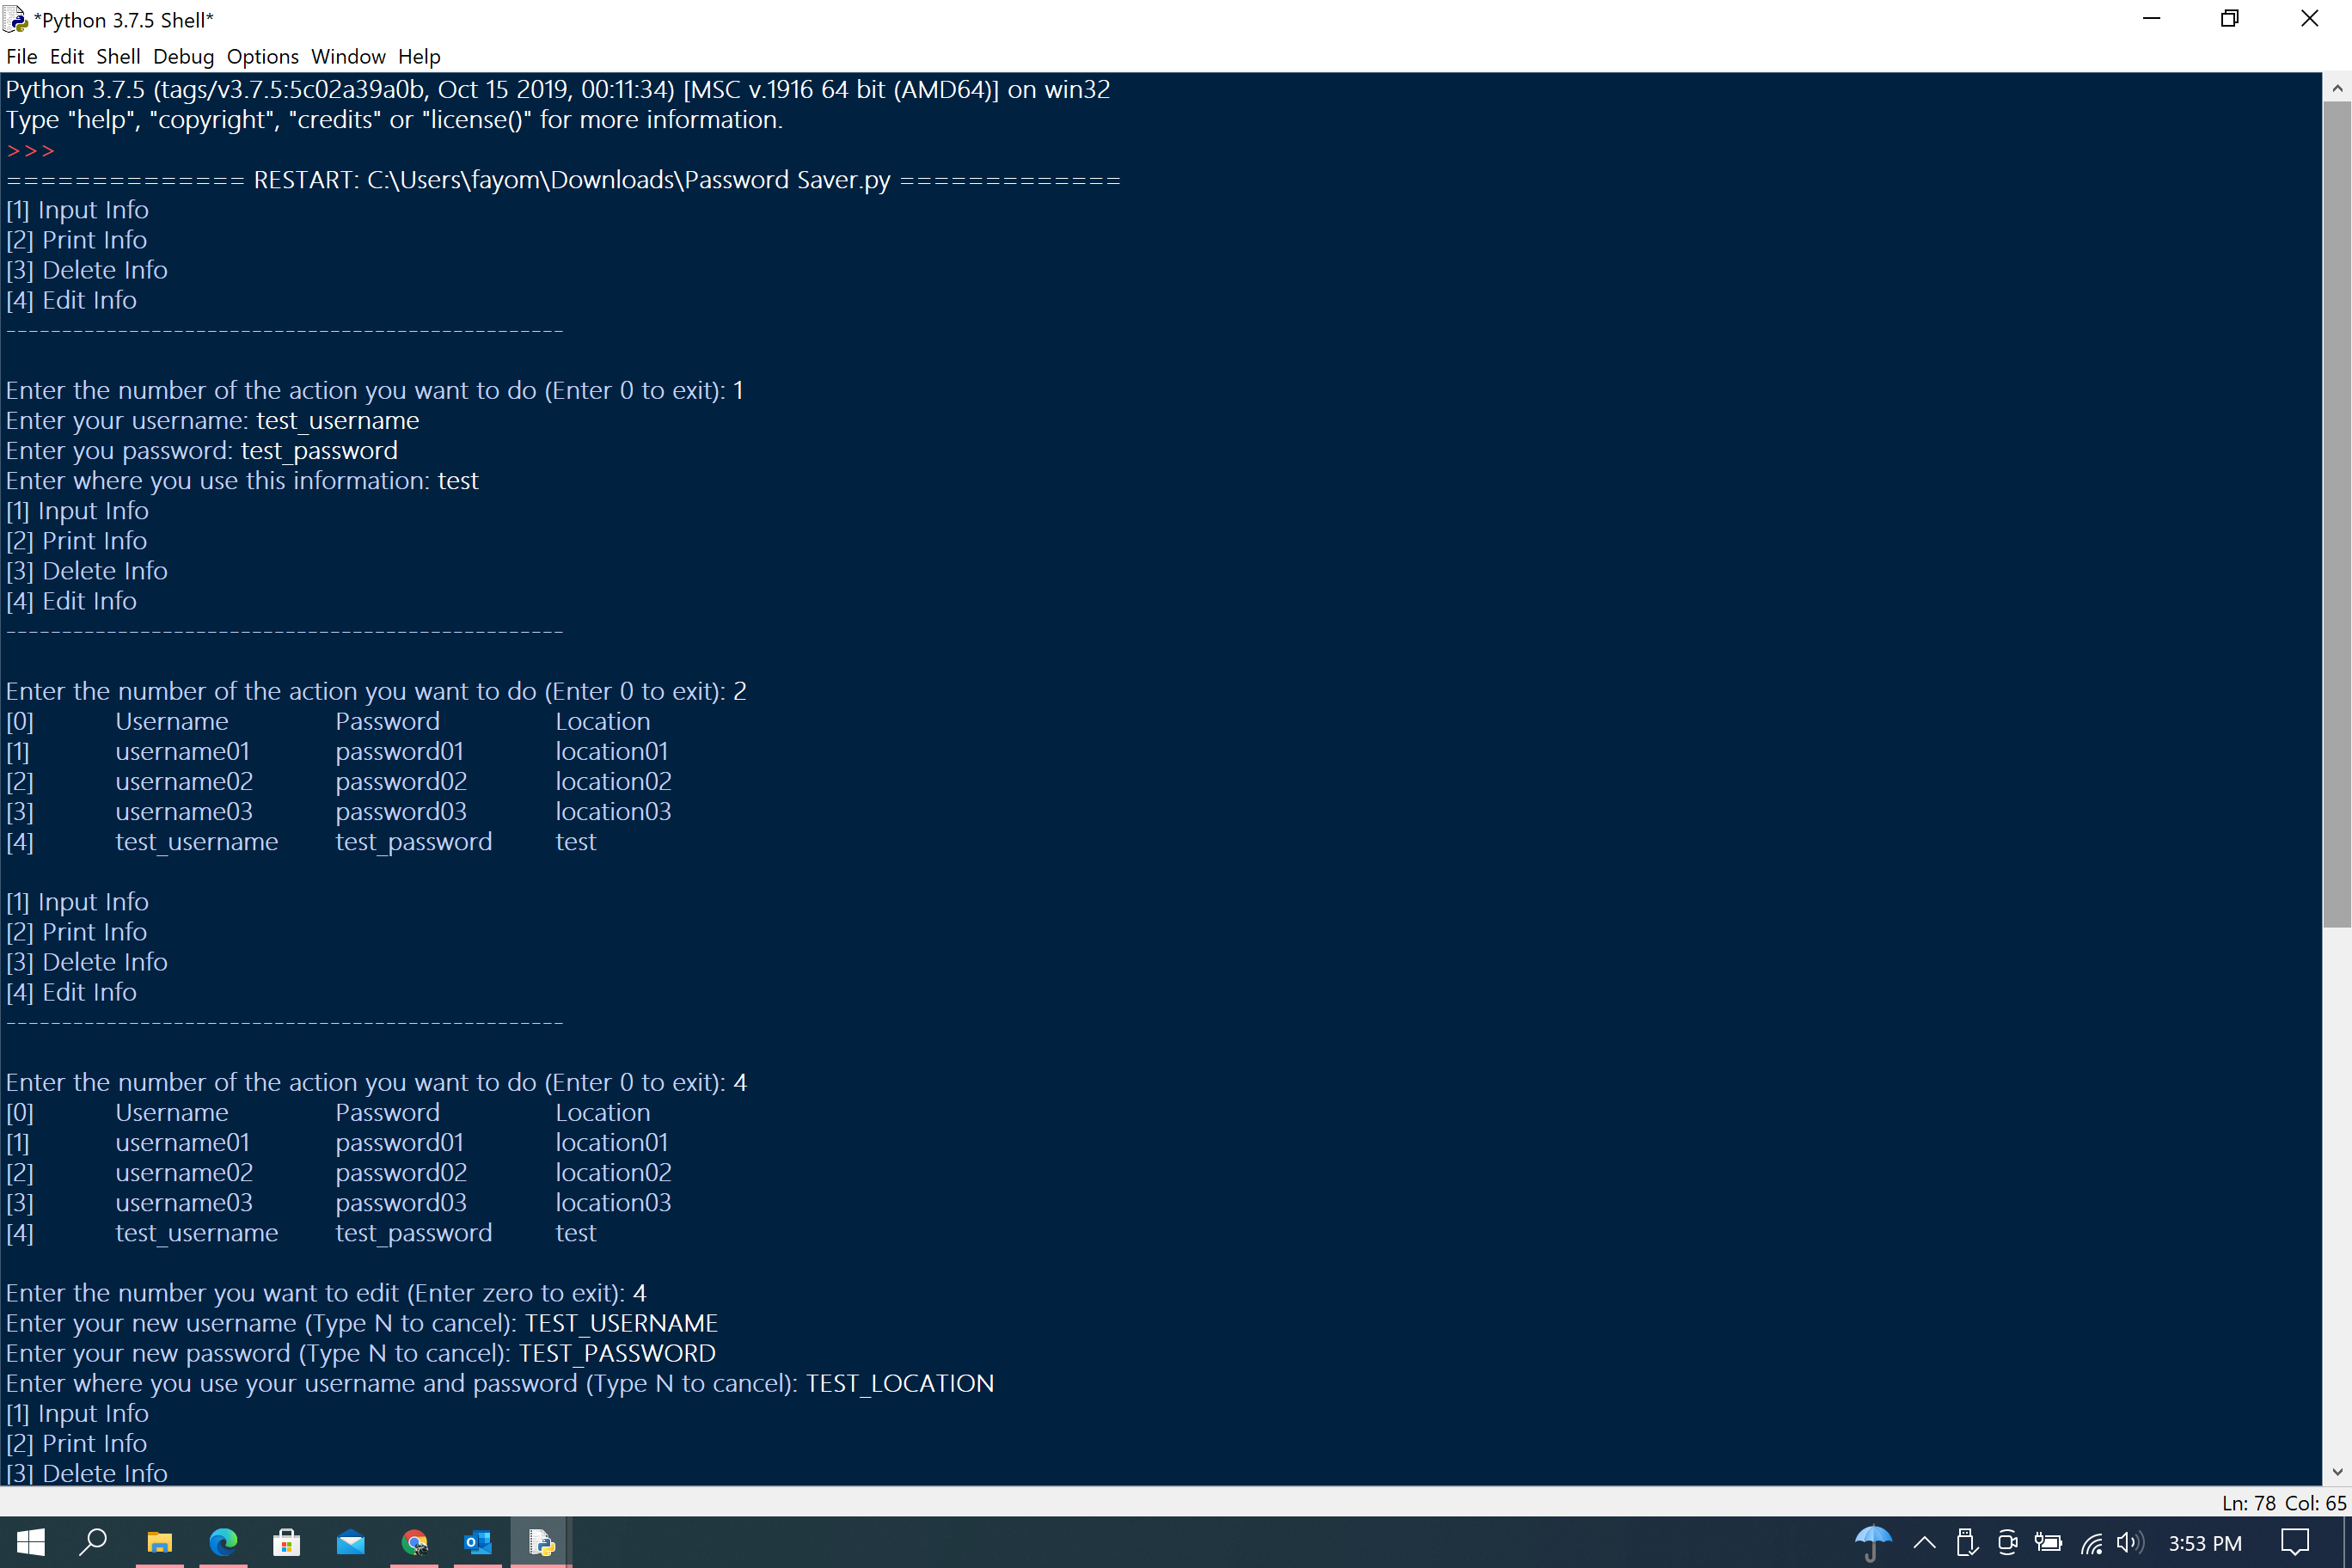 *Python 3.7.5 Shell*
File Edit Shell Debug Options Window Help
Python 3.7.5 (tags/v3.7.5:5c02a39a0b, Oct 15 2019, 00:11:34) [MSC v.1916 64 bit (AMD64)] on win32
Type "help", "copyright", "credits" or "license()" for more information.
>>>
============== RESTART: C:\Users\fayom\Downloads\Password Saver.py =============
[1] Input Info
[2] Print Info
[3] Delete Info
[4] Edit Info
--------------------------------------------------
Enter the number of the action you want to do (Enter 0 to exit): 1
Enter your username: test_username
Enter you password: test_password
Enter where you use this information: test
[1] Input Info
[2] Print Info
[3] Delete Info
[4] Edit Info
--------------------------------------------------
Enter the number of the action you want to do (Enter 0 to exit): 2
[0] Username Password Location
[1] username01 password01 location01
[2] username02 password02 location02
[3] username03 password03 location03
[4] test_username test_password test
[1] Input Info
[2] Print Info
[3] Delete Info
[4] Edit Info
--------------------------------------------------
Enter the number of the action you want to do (Enter 0 to exit): 4
[0] Username Password Location
[1] username01 password01 location01
[2] username02 password02 location02
[3] username03 password03 location03
[4] test_username test_password test
Enter the number you want to edit (Enter zero to exit): 4
Enter your new username (Type N to cancel): TEST_USERNAME
Enter your new password (Type N to cancel): TEST_PASSWORD
Enter where you use your username and password (Type N to cancel): TEST_LOCATION
[1] Input Info
[2] Print Info
[3] Delete Info
Ln: 78 Col: 65
3:53 PM